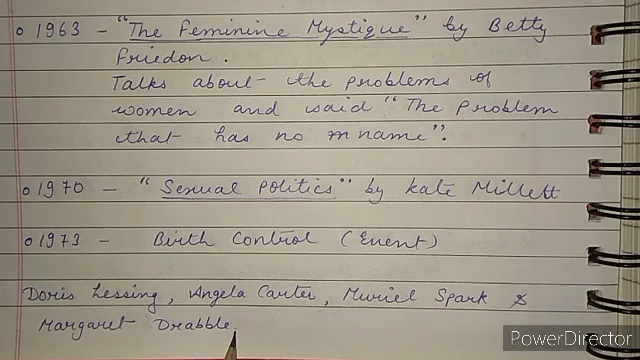 o 1963 - "The Feminine Mystique" by Betty
Friedon.
Talks about the problems of
women and said "The problem
that has no name".
o 1970 - "Sexual Politics" by Kate Millett
o 1973 - Birth Control (Event)
Doris Lessing, Angela Carter, Muriel Spark &
Margaret Drabble.
PowerDirector